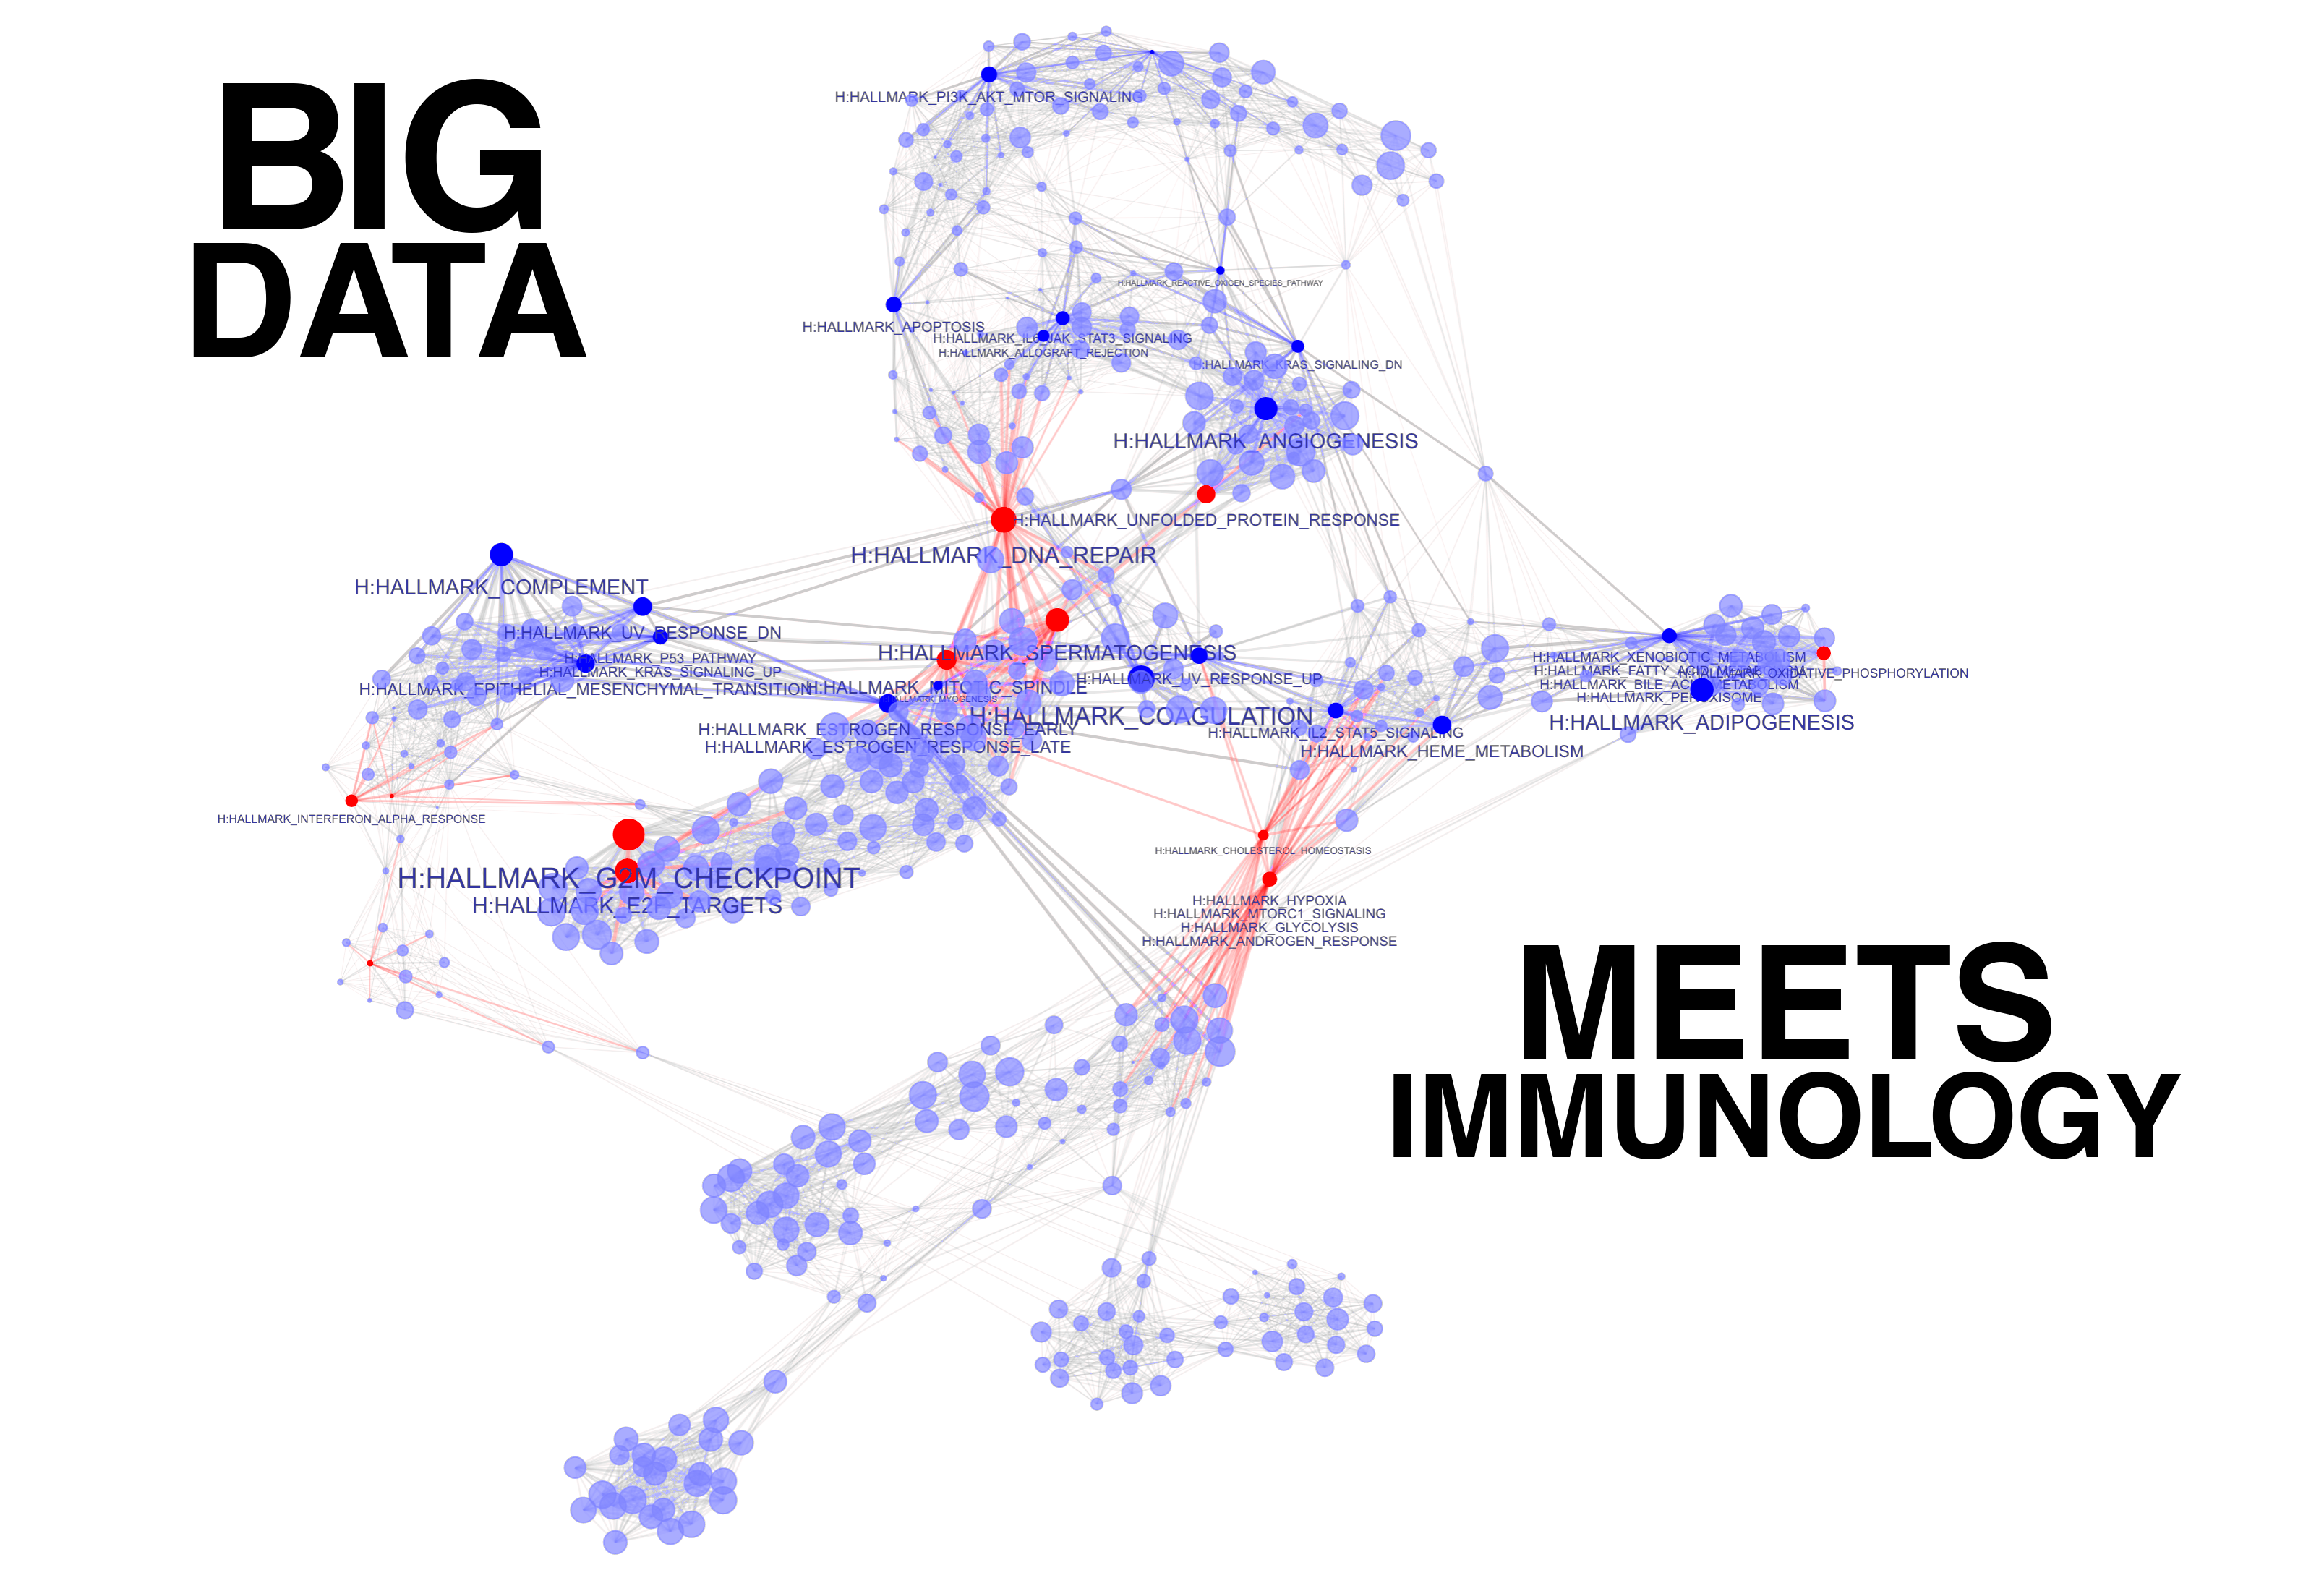 BIG
DATA
H:HALLMARK_PI3K_AKT_MTOR_SIGNALING
H:HALLMARK_REACTIVE_OXIGEN_SPECIES_PATHWAY
H:HALLMARK_APOPTOSIS
H:HALLMARK_IL6_JAK_STAT3_SIGNALING
H:HALLMARK_ALLOGRAFT_REJECTION
H:HALLMARK_KRAS_SIGNALING_DN
H:HALLMARK_ANGIOGENESIS
H:HALLMARK_UNFOLDED_PROTEIN_RESPONSE
H:HALLMARK_DNA_REPAIR
H:HALLMARK_COMPLEMENT
H:HALLMARK_UV_RESPONSE_DN
H:HALLMARK_P53_PATHWAY
H:HALLMARK_KRAS_SIGNALING_UP
H:HALLMARK_EPITHELIAL_MESENCHYMAL_TRANSITION
H:HALLMARK_SPERMATOGENESIS
H:HALLMARK_MITOTIC_SPINDLE
H:HALLMARK_MYOGENESIS
H:HALLMARK_UV_RESPONSE_UP
H:HALLMARK_COAGULATION
H:HALLMARK_ESTROGEN_RESPONSE_EARLY
H:HALLMARK_ESTROGEN_RESPONSE_LATE
H:HALLMARK_IL2_STAT5_SIGNALING
H:HALLMARK_HEME_METABOLISM
H:HALLMARK_XENOBIOTIC_METABOLISM
H:HALLMARK_FATTY_ACID_METABOLISM
H:HALLMARK_OXIDATIVE_PHOSPHORYLATION
H:HALLMARK_BILE_ACID_METABOLISM
H:HALLMARK_PEROXISOME
H:HALLMARK_ADIPOGENESIS
H:HALLMARK_INTERFERON_ALPHA_RESPONSE
H:HALLMARK_G2M_CHECKPOINT
H:HALLMARK_E2F_TARGETS
H:HALLMARK_CHOLESTEROL_HOMEOSTASIS
H:HALLMARK_HYPOXIA
H:HALLMARK_MTORC1_SIGNALING
H:HALLMARK_GLYCOLYSIS
H:HALLMARK_ANDROGEN_RESPONSE
MEETS
IMMUNOLOGY